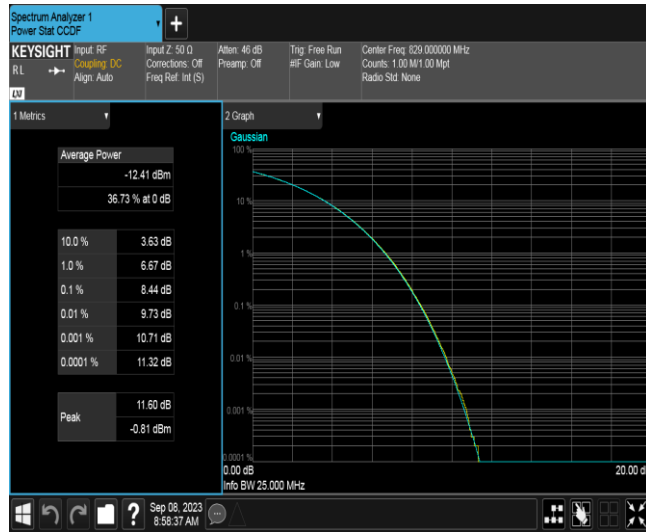 Spectrum Analyzer 1
Power Stat CCDF
+
KEYSIGHT
RL
LXI
Input: RF
Coupling: DC
Align: Auto
Input Z: 50 Ω
Corrections: Off
Freq Ref: Int (S)
Atten: 46 dB
Preamp: Off
Trig: Free Run
#IF Gain: Low
Center Freq: 829.000000 MHz
Counts: 1.00 M/1.00 Mpt
Radio Std: None
1 Metrics
Average Power
-12.41 dBm
36.73 % at 0 dB
10.0 % 3.63 dB
1.0 % 6.67 dB
0.1 % 8.44 dB
0.01 % 9.73 dB
0.001 % 10.71 dB
0.0001 % 11.32 dB
Peak
11.60 dB
-0.81 dBm
2 Graph
Gaussian
100 %
10 %
1 %
0.1 %
0.01 %
0.001 %
0.0001 %
0.00 dB
20.00 d
Info BW 25.000 MHz
?
Sep 08, 2023
8:58:37 AM